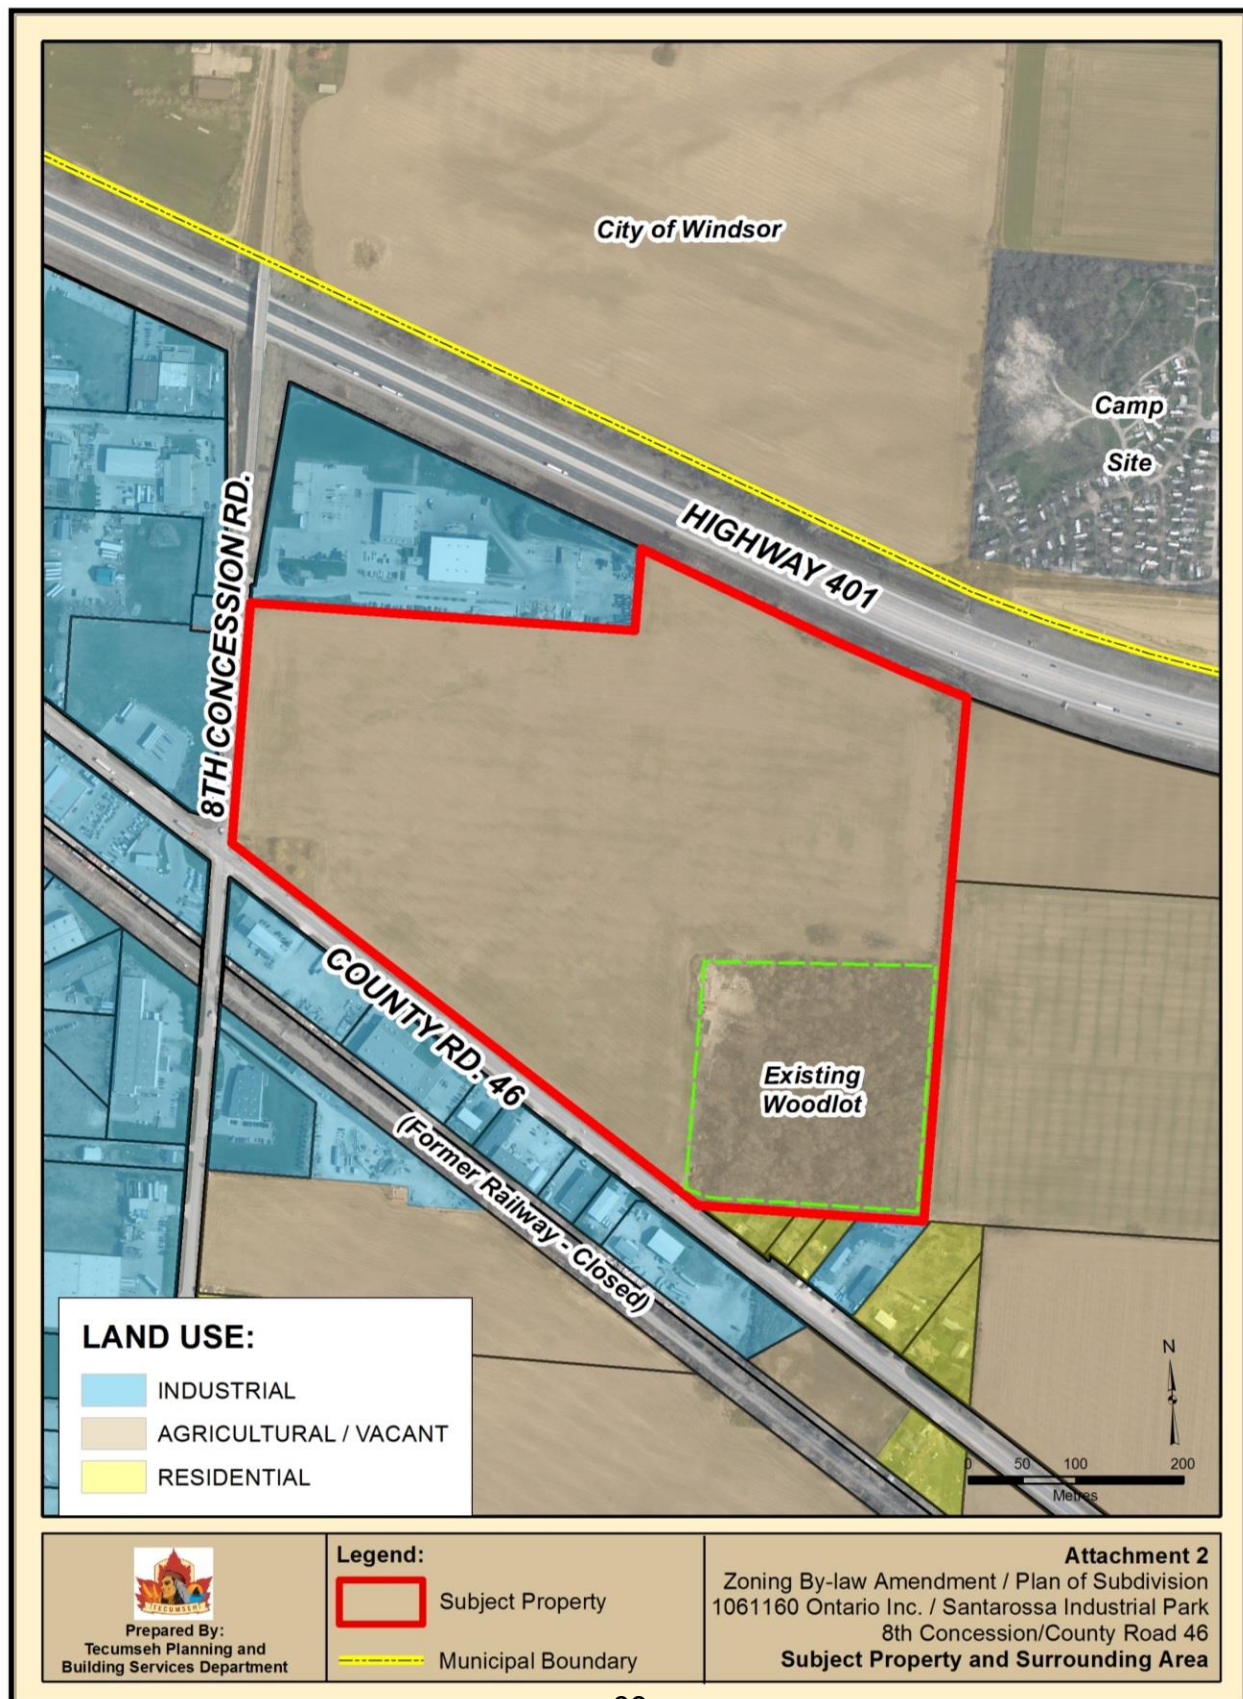 City of Windsor
Camp
Site
HIGHWAY 401
8TH CONCESSION RD.
COUNTY RD. 46
(Former Railway - Closed)
Existing
Woodlot
LAND USE:
INDUSTRIAL
AGRICULTURAL / VACANT
RESIDENTIAL
N
0 50 100 200
Metres
TECUMSEH
Prepared By:
Tecumseh Planning and
Building Services Department
Legend:
Subject Property
Municipal Boundary
Attachment 2
Zoning By-law Amendment / Plan of Subdivision
1061160 Ontario Inc. / Santarossa Industrial Park
8th Concession/County Road 46
Subject Property and Surrounding Area